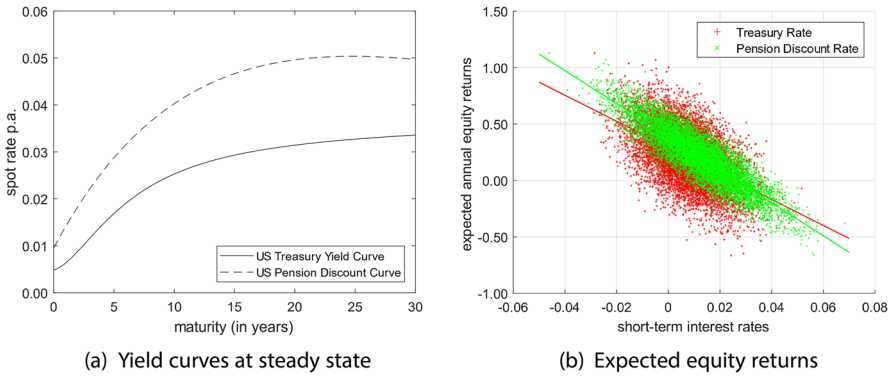 0.06
0.05
0.04
0.03
0.02
0.01
0.00
spot rate p.a.
US Treasury Yield Curve
US Pension Discount Curve
0 5 10 15 20 25 30
maturity (in years)
(a) Yield curves at steady state
1.50
1.00
0.50
0.00
-0.50
-1.00
expected annual equity returns
Treasury Rate
Pension Discount Rate
-0.06 -0.04 -0.02 0 0.02 0.04 0.06 0.08
short-term interest rates
(b) Expected equity returns